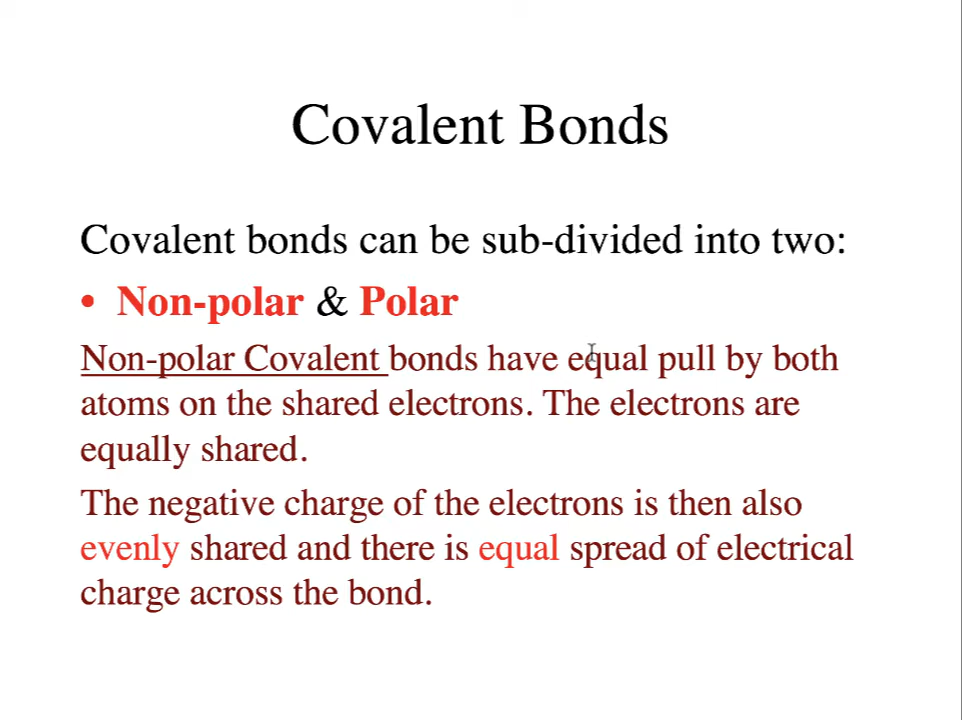 Covalent Bonds
Covalent bonds can be sub-divided into two:
• Non-polar & Polar
Non-polar Covalent bonds have equal pull by both
atoms on the shared electrons. The electrons are
equally shared.
The negative charge of the electrons is then also
evenly shared and there is equal spread of electrical
charge across the bond.